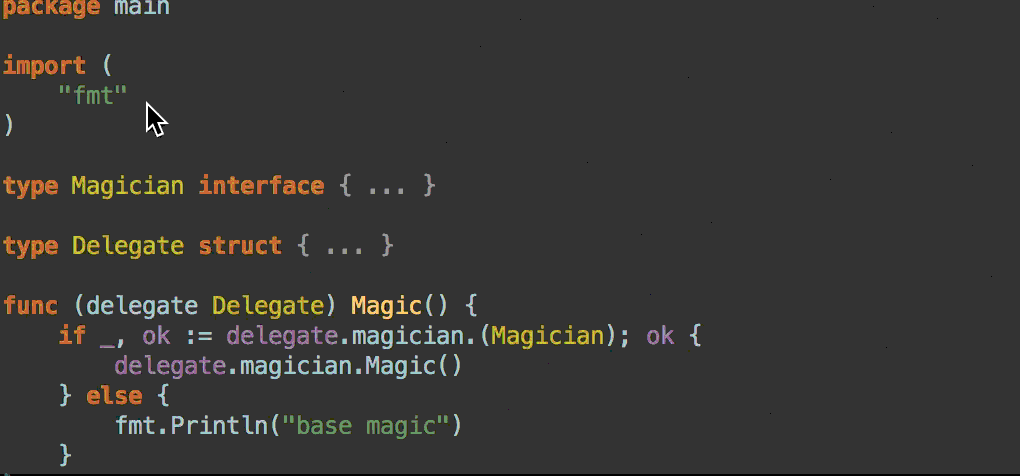 package main
import (
    "fmt"
)
type Magician interface { ... }
type Delegate struct { ... }
func (delegate Delegate) Magic() {
    if _, ok := delegate.magician.(Magician); ok {
        delegate.magician.Magic()
    } else {
        fmt.Println("base magic")
    }